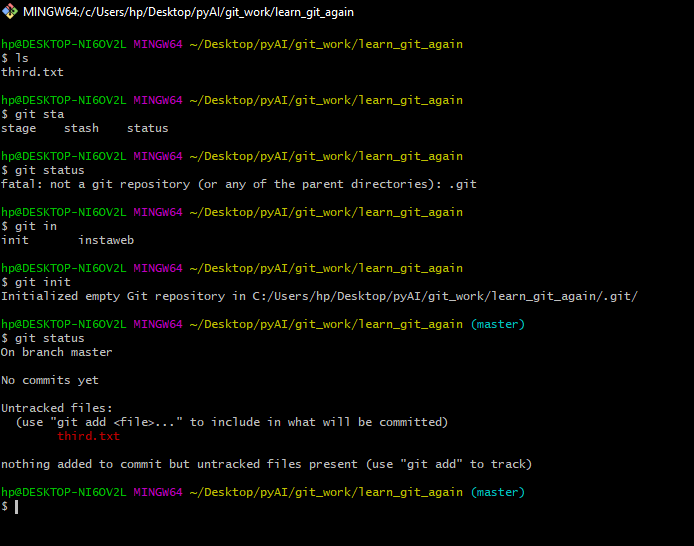 MINGW64:/c/Users/hp/Desktop/pyAI/git_work/learn_git_again
hp@DESKTOP-NI6OV2L MINGW64 ~/Desktop/pyAI/git_work/learn_git_again
$ ls
third.txt
hp@DESKTOP-NI6OV2L MINGW64 ~/Desktop/pyAI/git_work/learn_git_again
$ git sta
stage    stash    status
hp@DESKTOP-NI6OV2L MINGW64 ~/Desktop/pyAI/git_work/learn_git_again
$ git status
fatal: not a git repository (or any of the parent directories): .git
hp@DESKTOP-NI6OV2L MINGW64 ~/Desktop/pyAI/git_work/learn_git_again
$ git in
init       instaweb
hp@DESKTOP-NI6OV2L MINGW64 ~/Desktop/pyAI/git_work/learn_git_again
$ git init
Initialized empty Git repository in C:/Users/hp/Desktop/pyAI/git_work/learn_git_again/.git/
hp@DESKTOP-NI6OV2L MINGW64 ~/Desktop/pyAI/git_work/learn_git_again (master)
$ git status
On branch master
No commits yet
Untracked files:
  (use "git add <file>..." to include in what will be committed)
        third.txt
nothing added to commit but untracked files present (use "git add" to track)
hp@DESKTOP-NI6OV2L MINGW64 ~/Desktop/pyAI/git_work/learn_git_again (master)
$